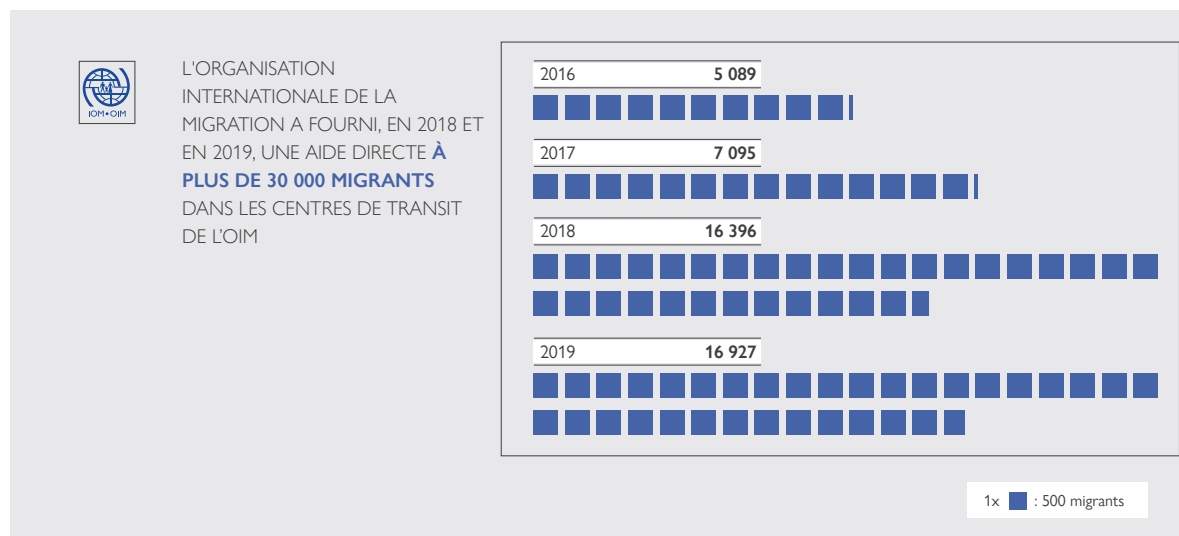 IOM•OIM
L'ORGANISATION
INTERNATIONALE DE LA
MIGRATION A FOURNI, EN 2018 ET
EN 2019, UNE AIDE DIRECTE À
PLUS DE 30 000 MIGRANTS
DANS LES CENTRES DE TRANSIT
DE L'OIM
2016 5 089
2017 7 095
2018 16 396
2019 16 927
1x : 500 migrants